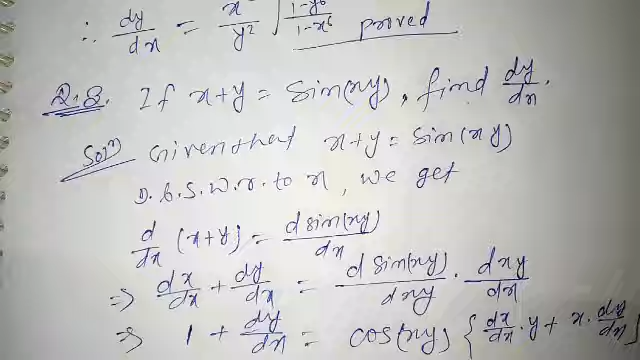 ∴ dy/dx = x²/y² √(1-y⁶)/(1-x⁶) proved
Q.8. If x+y = Sin(xy), find dy/dx.
Solⁿ Given that x+y = Sin(xy)
D.b.s.w.r.to x, we get
d/dx (x+y) = d sin(xy)/dx
⇒ dx/dx + dy/dx = d sin(xy)/dxy . dxy/dx
⇒ 1 + dy/dx = cos(xy) { dx/dx . y + x . dy/dx }